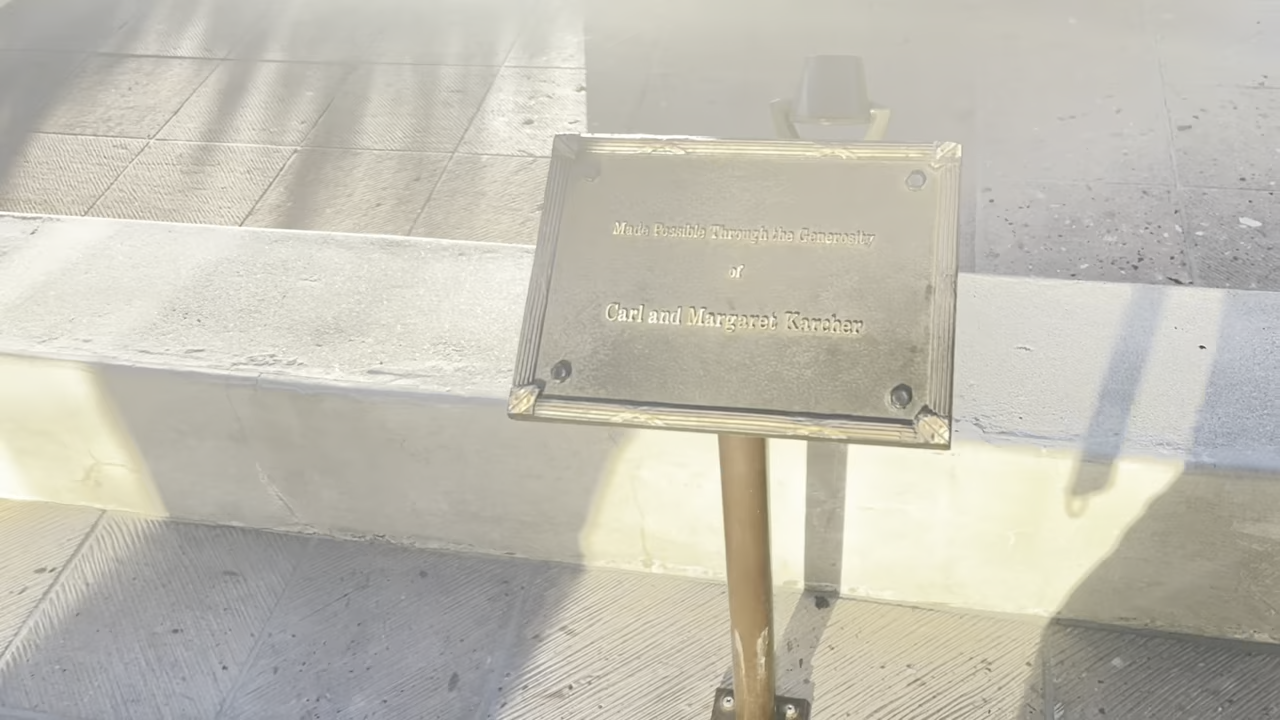 Made Possible Through the Generosity
of
Carl and Margaret Karcher